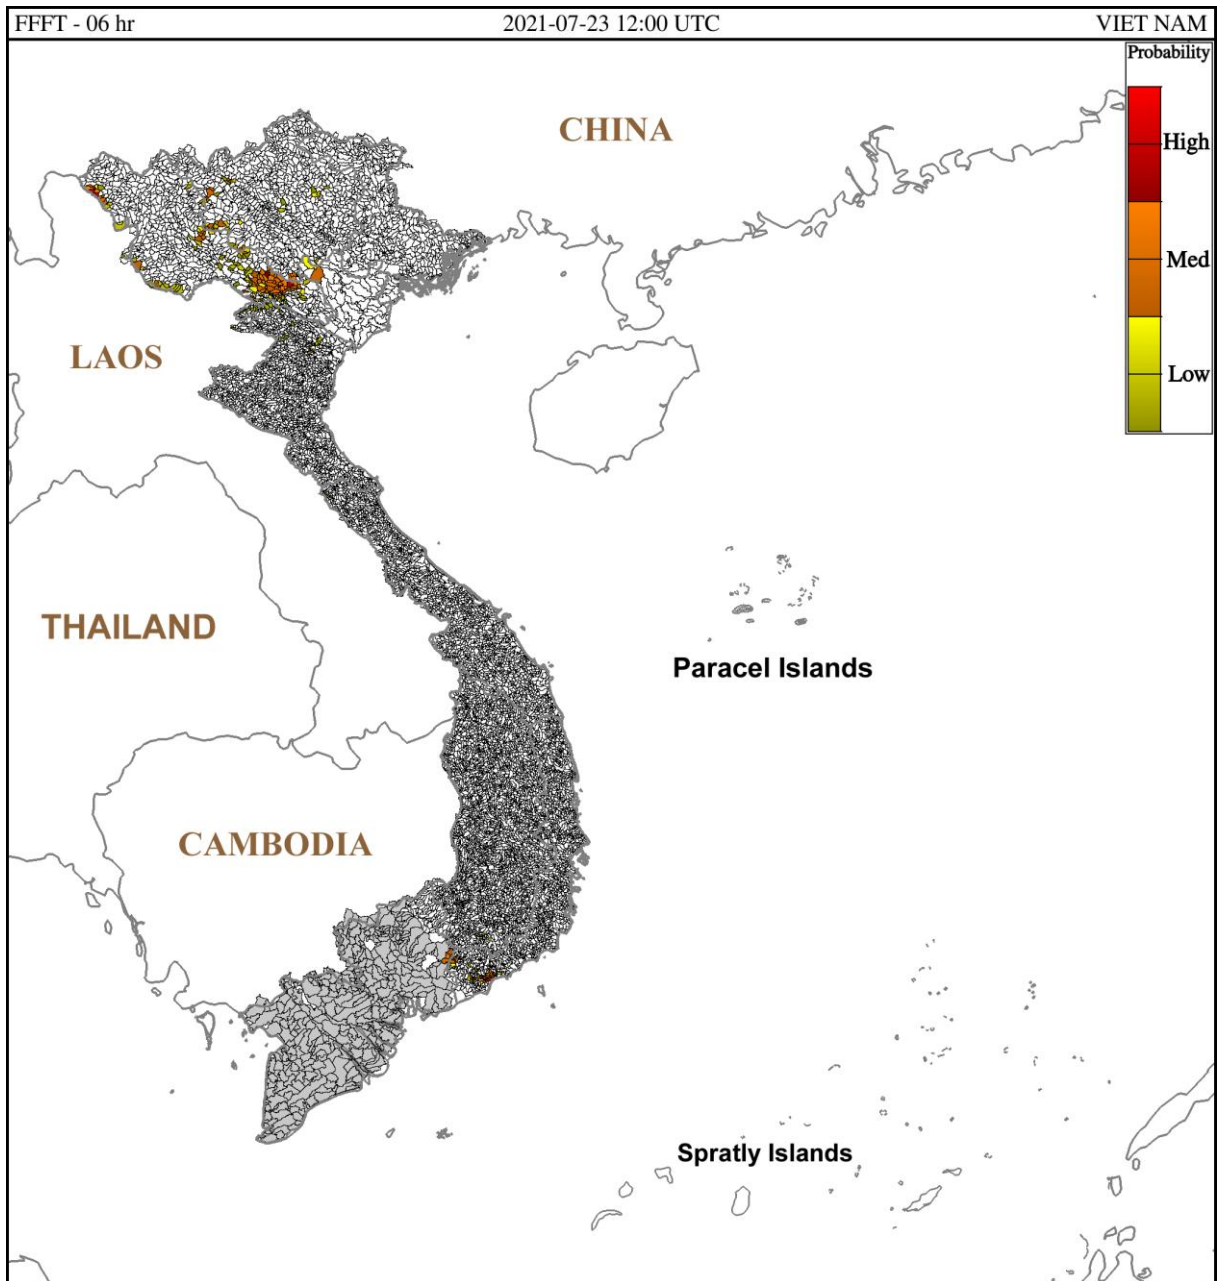 FFFT - 06 hr 2021-07-23 12:00 UTC VIET NAM
Probability
CHINA
High
Med
LAOS
Low
THAILAND
Paracel Islands
CAMBODIA
Spratly Islands